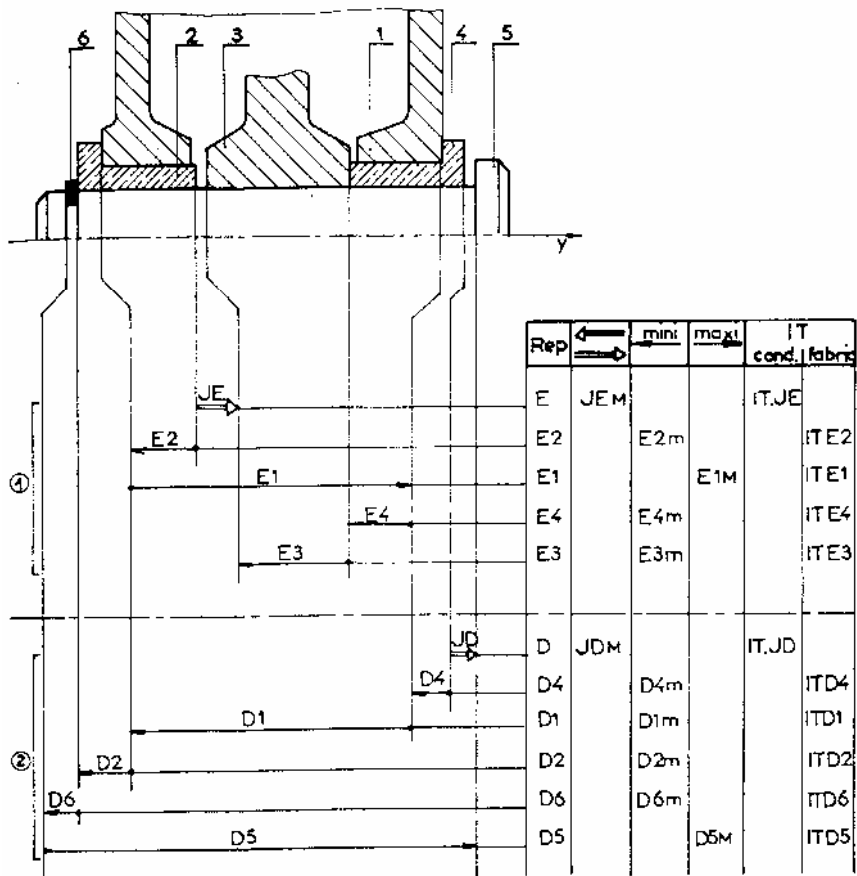 6 2 3 1 4 5
y
Rep mini maxi IT
cond. fabric
JE E JEM IT.JE
E2 E2 E2m ITE2
① E1 E1 E1M ITE1
E4 E4 E4m ITE4
E3 E3 E3m ITE3
JD D JDM IT.JD
D4 D4 D4m ITD4
D1 D1 D1m ITD1
② D2 D2 D2m ITD2
D6 D6 D6m ITD6
D5 D5 D5M ITD5